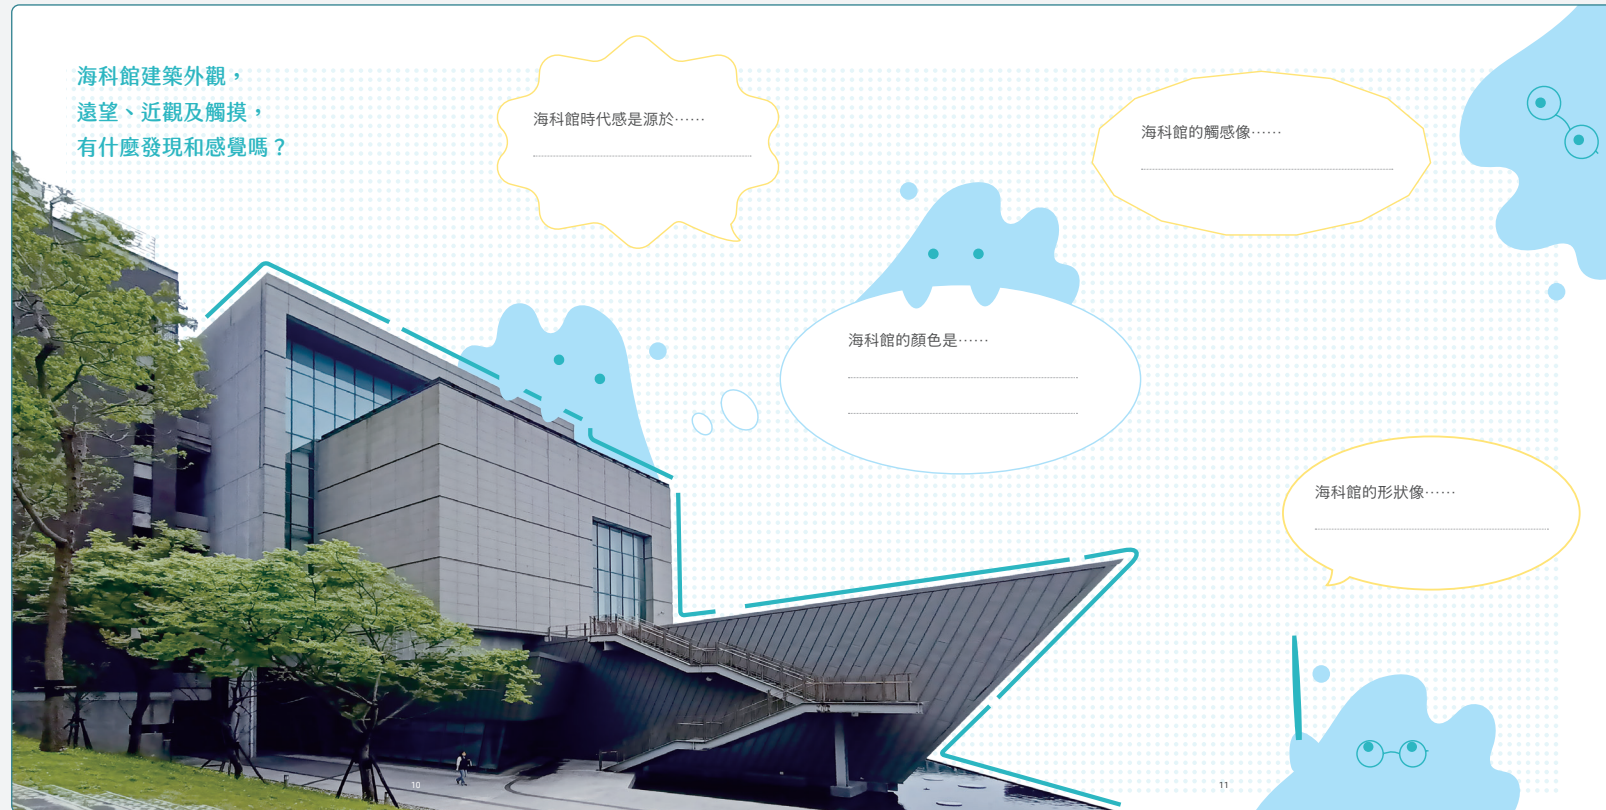 海科館建築外觀，
遠望、近觀及觸摸，
有什麼發現和感覺嗎？
海科館時代感是源於……
海科館的觸感像……
海科館的顏色是……
海科館的形狀像……
10
11